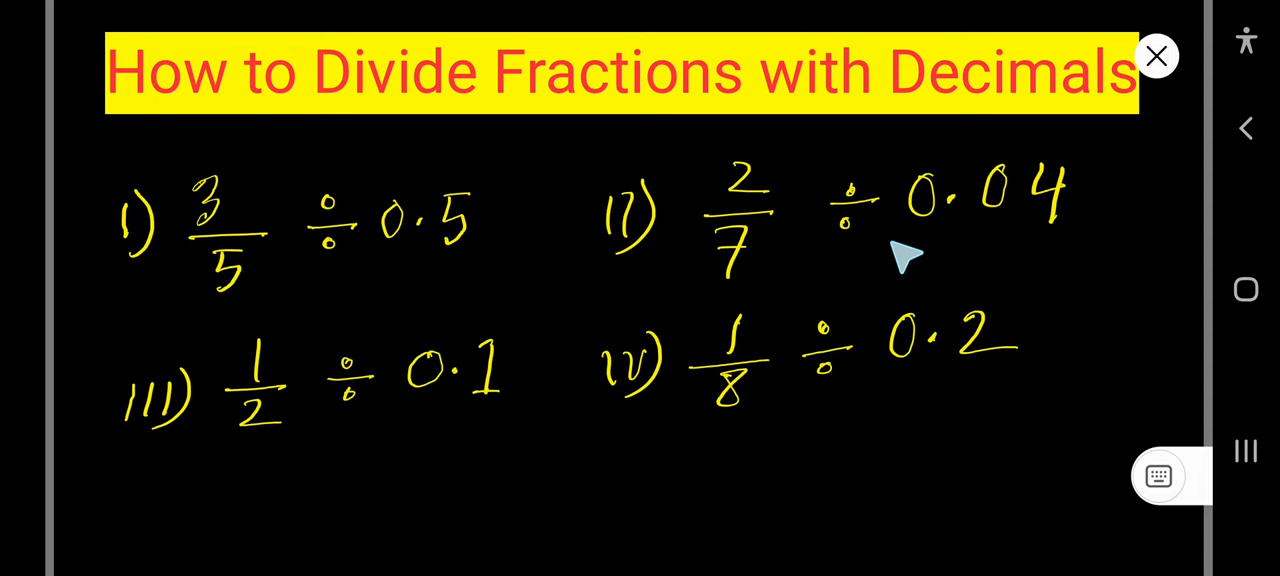 How to Divide Fractions with Decimals
I) 3/5 ÷ 0.5
II) 2/7 ÷ 0.04
III) 1/2 ÷ 0.1
IV) 1/8 ÷ 0.2